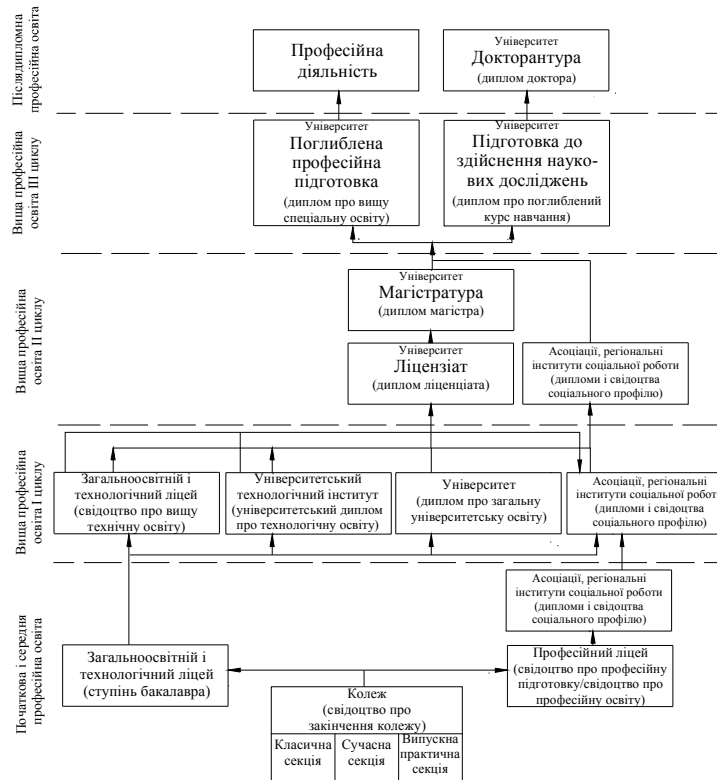 Післядипломна
професійна освіта
Професійна
діяльність
Університет
Докторантура
(диплом доктора)
Вища професійна
освіта III циклу
Університет
Поглиблена
професійна
підготовка
(диплом про вищу
спеціальну освіту)
Університет
Підготовка до
здійснення науко-
вих досліджень
(диплом про поглиблений
курс навчання)
Вища професійна
освіта II циклу
Університет
Магістратура
(диплом магістра)
Університет
Ліцензіат
(диплом ліценціата)
Асоціації, регіональні
інститути соціальної роботи
(дипломи і свідоцтва
соціального профілю)
Вища професійна
освіта I циклу
Загальноосвітній і
технологічний ліцей
(свідоцтво про вищу
технічну освіту)
Університетський
технологічний інститут
(університетський диплом
про технологічну освіту)
Університет
(диплом про загальну
університетську освіту)
Асоціації, регіональні
інститути соціальної робот
(дипломи і свідоцтва
соціального профілю)
Початкова і середня
професійна освіта
Асоціації, регіональні
інститути соціальної роботи
(дипломи і свідоцтва
соціального профілю)
Загальноосвітній і
технологічний ліцей
(ступінь бакалавра)
Професійний ліцей
(свідоцтво про професійну
підготовку/свідоцтво про
професійну освіту)
Колеж
(свідоцтво про
закінчення колежу)
Класична
секція
Сучасна
секція
Випускна
практична
секція